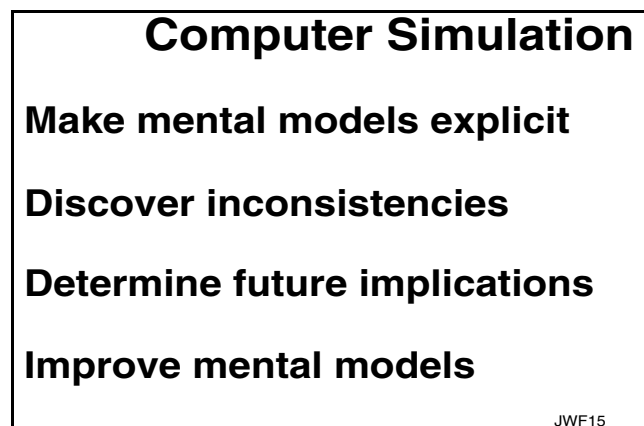 Computer Simulation
Make mental models explicit
Discover inconsistencies
Determine future implications
Improve mental models
JWF15